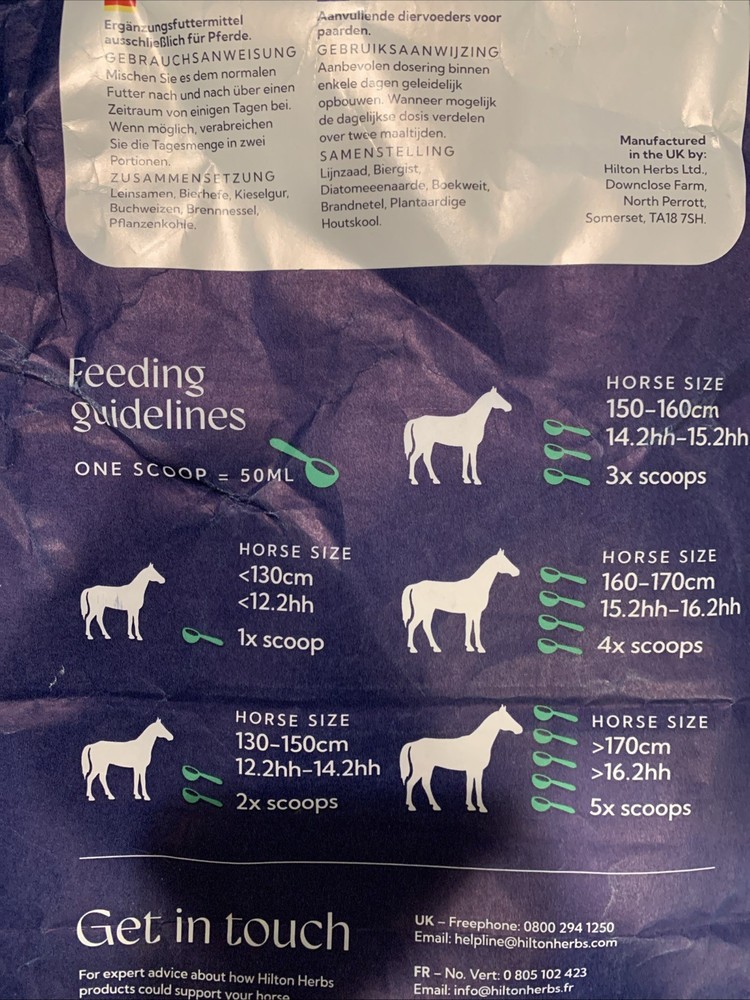 Ergänzungsfuttermittel
ausschließlich für Pferde.
GEBRAUCHSANWEISUNG
Mischen Sie es dem normalen
Futter nach und nach über einen
Zeitraum von einigen Tagen bei.
Wenn möglich, verabreichen
Sie die Tagesmenge in zwei
Portionen.
ZUSAMMENSETZUNG
Leinsamen, Bierhefe, Kieselgur,
Buchweizen, Brennnessel,
Pflanzenkohle.
Aanvullende diervoeders voor
paarden.
GEBRUIKSAANWIJZING
Aanbevolen dosering binnen
enkele dagen geleidelijk
opbouwen. Wanneer mogelijk
de dagelijkse dosis verdelen
over twee maaltijden.
SAMENSTELLING
Lijnzaad, Biergist,
Diatomeeenaarde, Boekweit,
Brandnetel, Plantaardige
Houtskool.
Manufactured
in the UK by:
Hilton Herbs Ltd.,
Downclose Farm,
North Perrott,
Somerset, TA18 7SH.
Feeding
guidelines
ONE SCOOP = 50ML
HORSE SIZE
<130cm
<12.2hh
1x scoop
HORSE SIZE
130-150cm
12.2hh-14.2hh
2x scoops
HORSE SIZE
150-160cm
14.2hh-15.2hh
3x scoops
HORSE SIZE
160-170cm
15.2hh-16.2hh
4x scoops
HORSE SIZE
>170cm
>16.2hh
5x scoops
Get in touch
For expert advice about how Hilton Herbs
products could support your horse
UK – Freephone: 0800 294 1250
Email: helpline@hiltonherbs.com
FR – No. Vert: 0 805 102 423
Email: info@hiltonherbs.fr